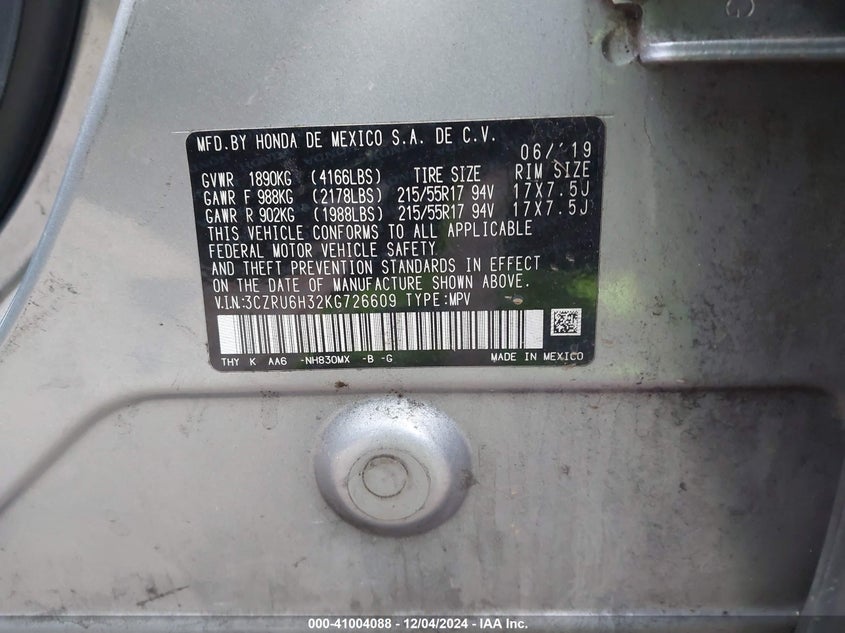 MFD.BY HONDA DE MEXICO S.A. DE C.V. 06/'19
GVWR 1890KG (4166LBS) TIRE SIZE RIM SIZE
GAWR F 988KG (2178LBS) 215/55R17 94V 17X7.5J
GAWR R 902KG (1988LBS) 215/55R17 94V 17X7.5J
THIS VEHICLE CONFORMS TO ALL APPLICABLE
FEDERAL MOTOR VEHICLE SAFETY
AND THEFT PREVENTION STANDARDS IN EFFECT
ON THE DATE OF MANUFACTURE SHOWN ABOVE.
V.I.N:3CZRU6H32KG726609 TYPE:MPV
THY K AA6 -NH830MX -B -G MADE IN MEXICO
000-41004088 - 12/04/2024 - IAA Inc.